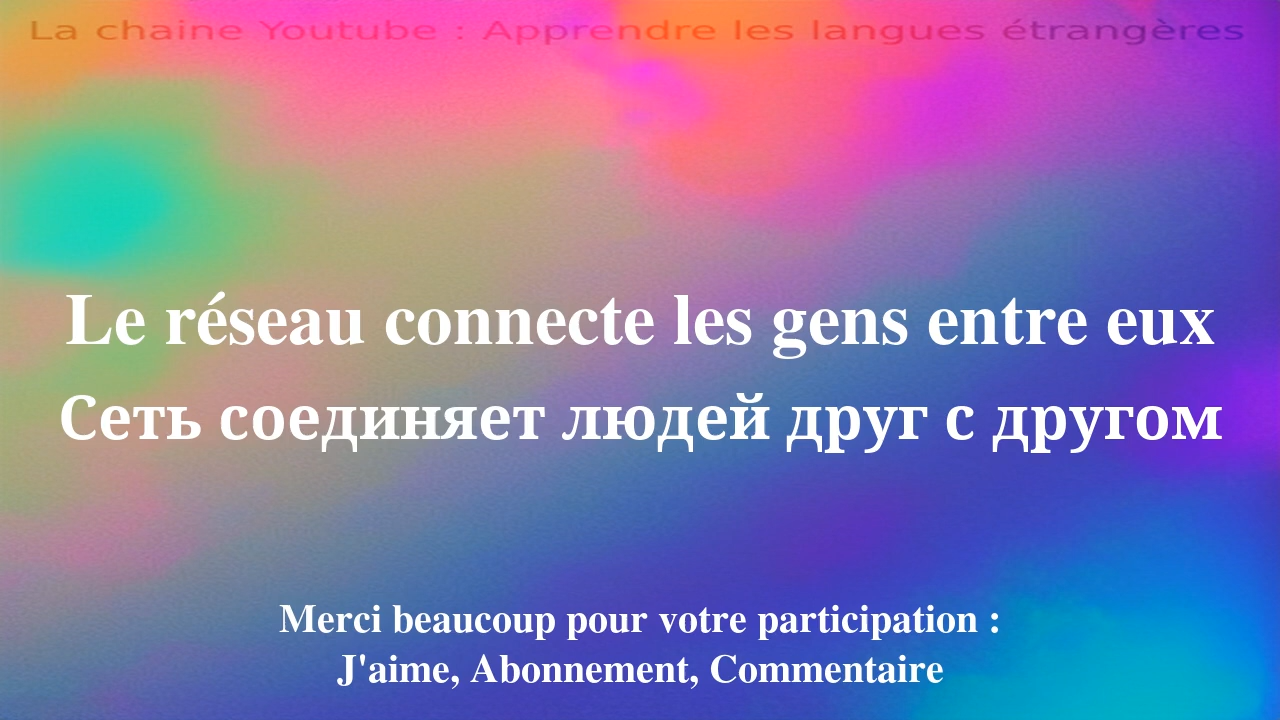 La chaine Youtube : Apprendre les langues étrangères
Le réseau connecte les gens entre eux
Сеть соединяет людей друг с другом
Merci beaucoup pour votre participation :
J'aime, Abonnement, Commentaire